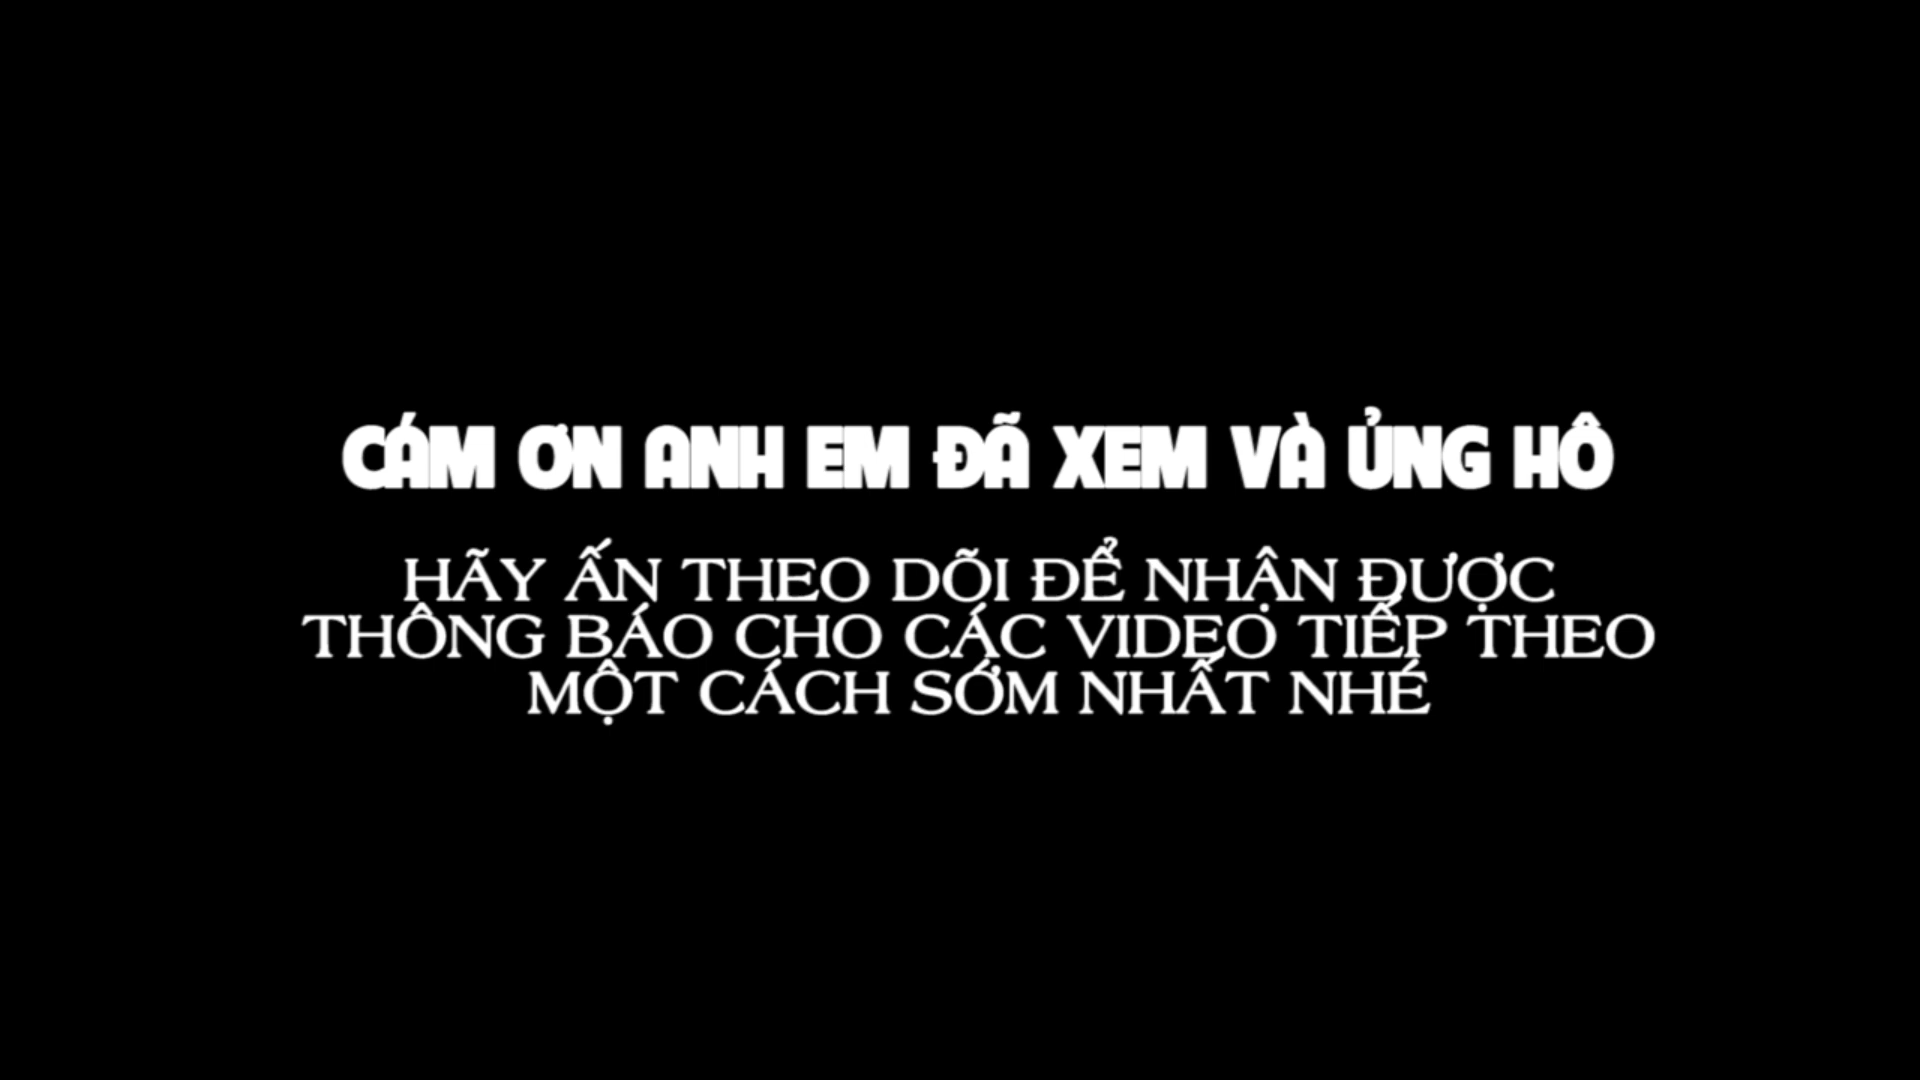 CÁM ƠN ANH EM ĐÃ XEM VÀ ỦNG HÔ
HÃY ẤN THEO DÕI ĐỂ NHẬN ĐƯỢC
THÔNG BÁO CHO CÁC VIDEO TIẾP THEO
MỘT CÁCH SỚM NHẤT NHÉ